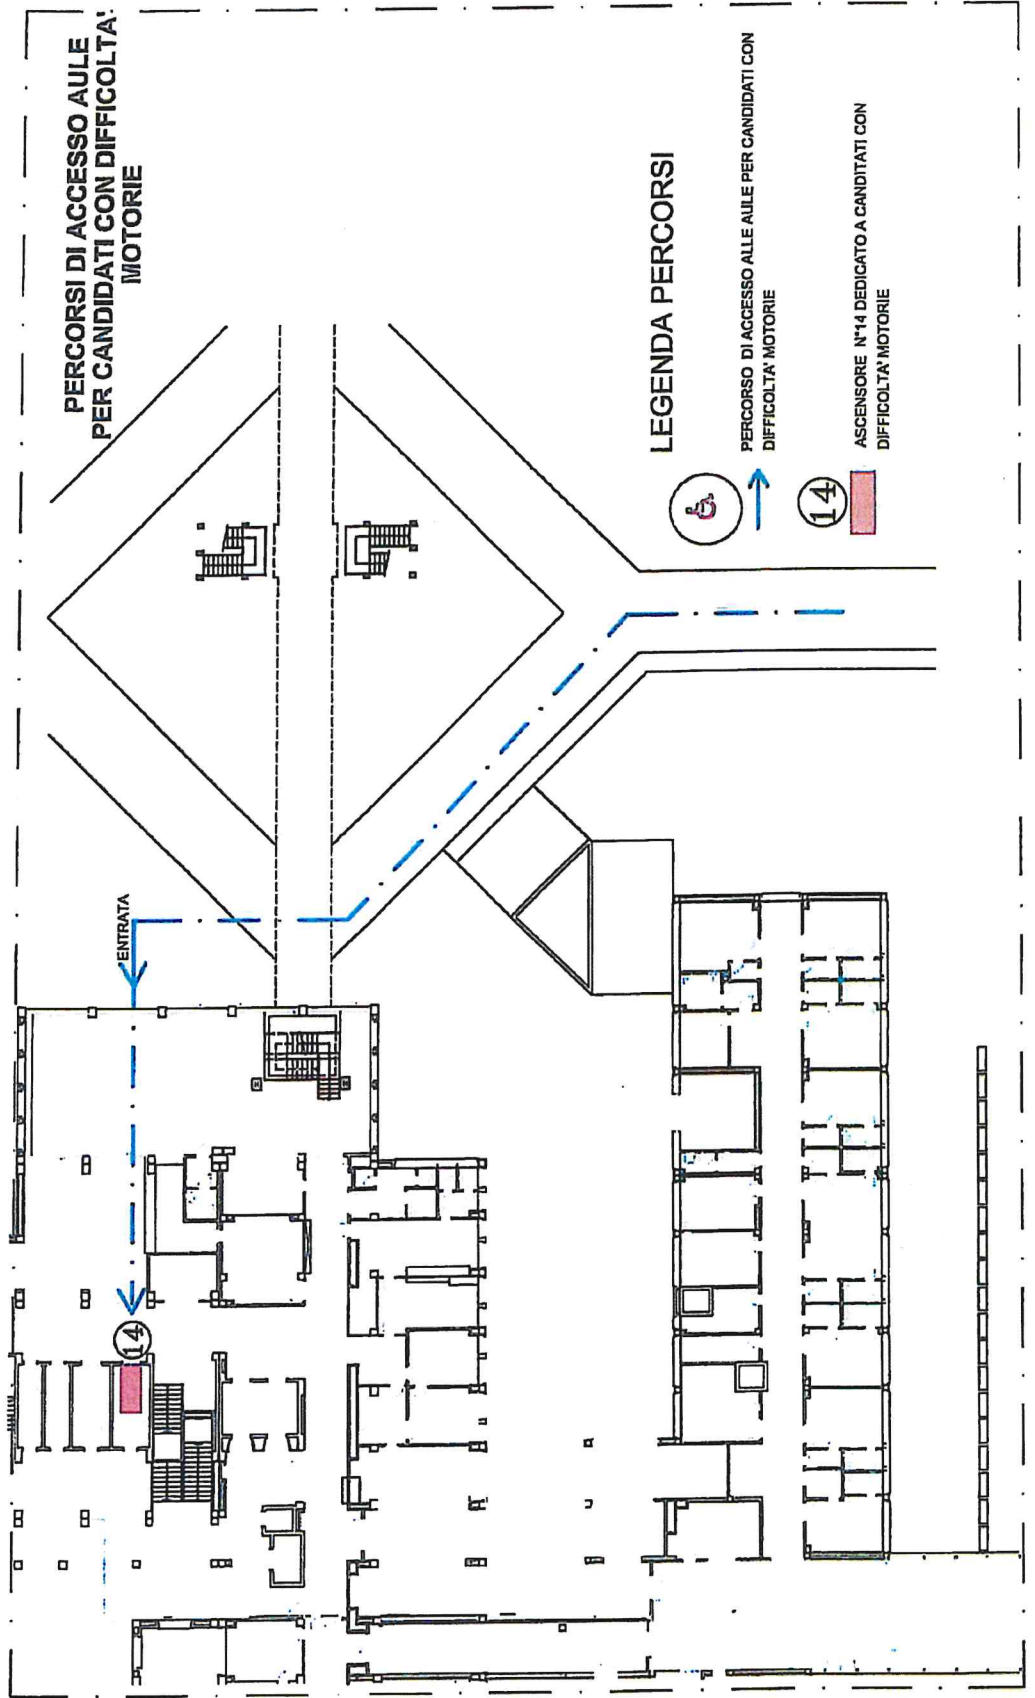 PERCORSI DI ACCESSO AULE
PER CANDIDATI CON DIFFICOLTA'
MOTORIE
ENTRATA
14
LEGENDA PERCORSI
PERCORSO DI ACCESSO ALLE AULE PER CANDIDATI CON
DIFFICOLTA' MOTORIE
14
ASCENSORE N°14 DEDICATO A CANDITATI CON
DIFFICOLTA' MOTORIE